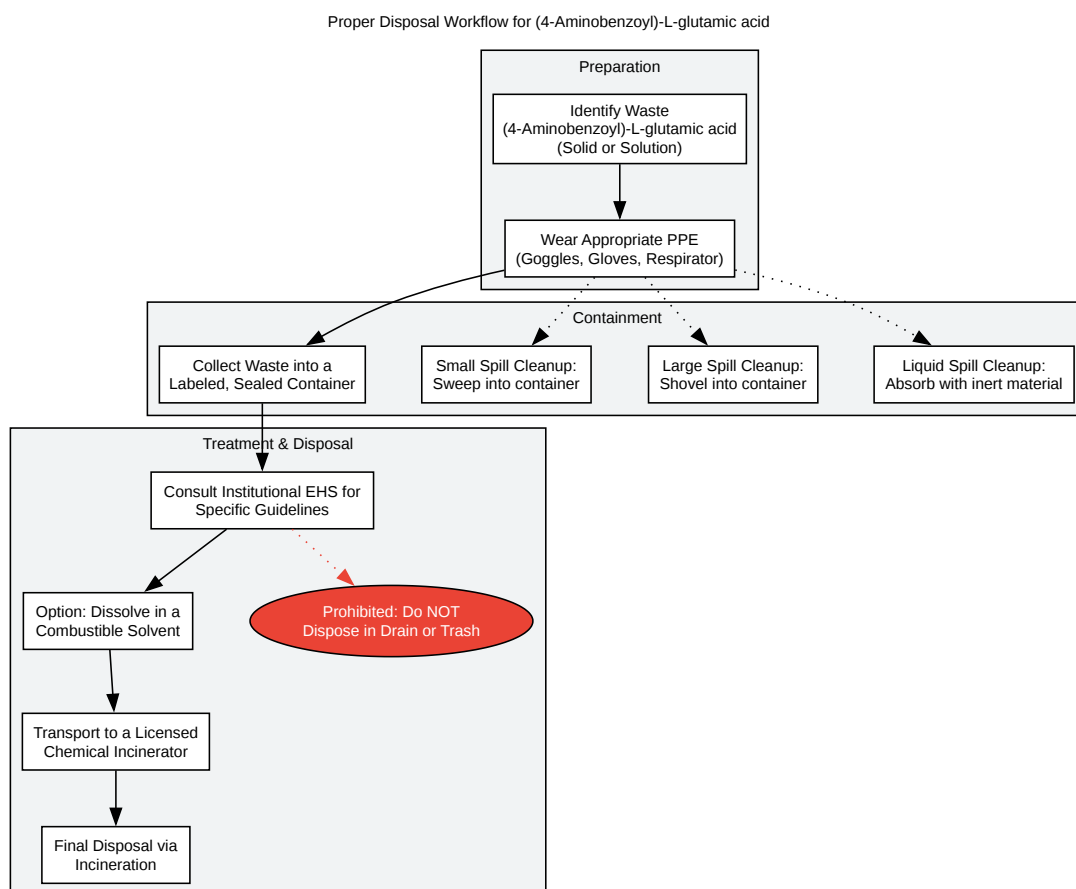 Proper Disposal Workflow for (4-Aminobenzoyl)-L-glutamic acid
Preparation
Identify Waste
(4-Aminobenzoyl)-L-glutamic acid
(Solid or Solution)
Wear Appropriate PPE
(Goggles, Gloves, Respirator)
Containment
Collect Waste into a
Labeled, Sealed Container
Small Spill Cleanup:
Sweep into container
Large Spill Cleanup:
Shovel into container
Liquid Spill Cleanup:
Absorb with inert material
Treatment & Disposal
Consult Institutional EHS for
Specific Guidelines
Option: Dissolve in a
Combustible Solvent
Prohibited: Do NOT
Dispose in Drain or Trash
Transport to a Licensed
Chemical Incinerator
Final Disposal via
Incineration